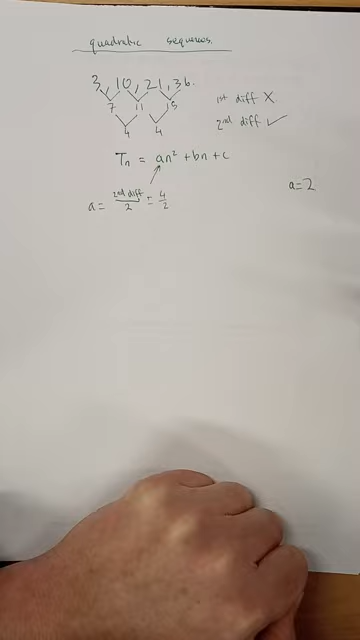 quadratic sequences.
3, 10, 21, 36.
7 11 15
1st diff X
4 4
2nd diff ✓
Tn = an² + bn + c
a = 2nd diff / 2 = 4/2
a=2